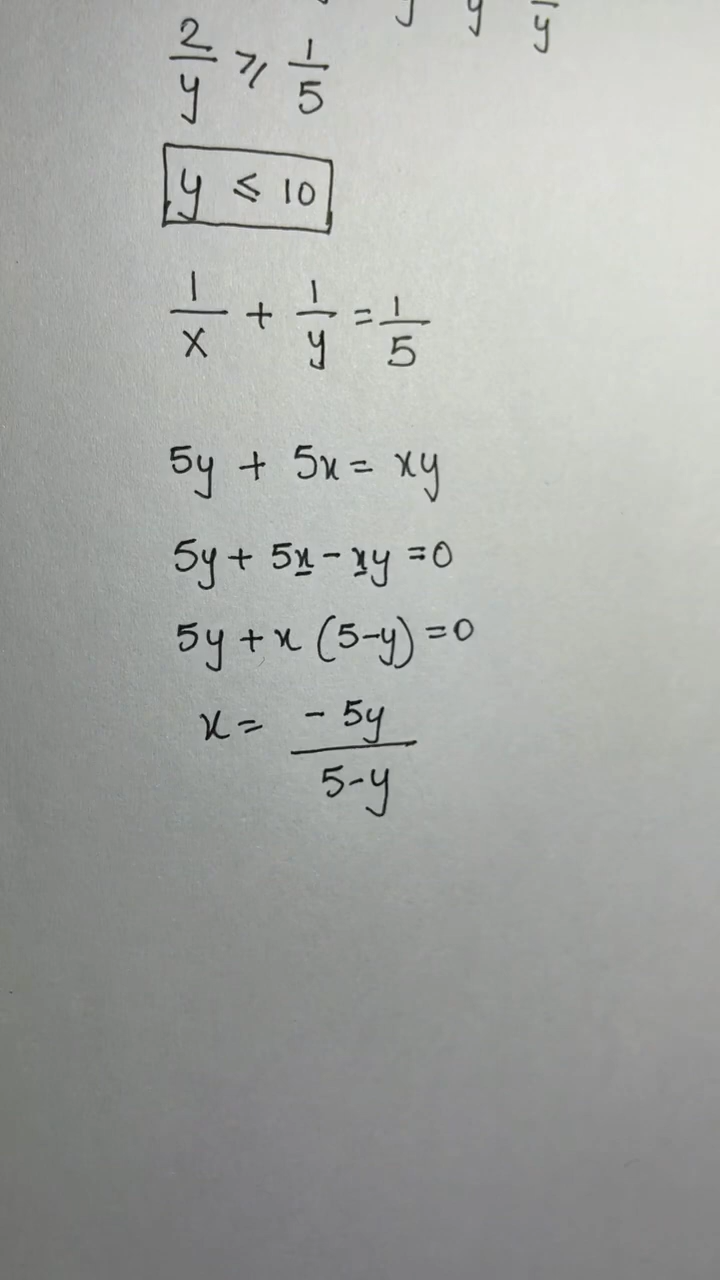 y y y
2/y ≥ 1/5
y ≤ 10
1/x + 1/y = 1/5
5y + 5x = xy
5y + 5x - xy = 0
5y + x (5-y) = 0
x = -5y/5-y